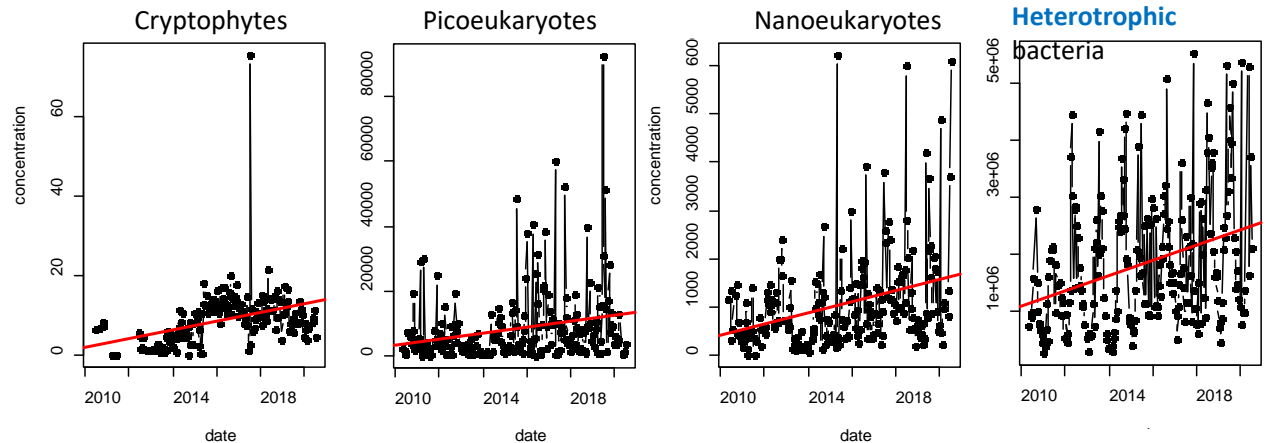 Cryptophytes
concentration
0
20
40
60
2010
2014
2018
date
Picoeukaryotes
0
20000
40000
60000
80000
2010
2014
2018
date
Nanoeukaryotes
concentration
0
1000
2000
3000
4000
5000
600
2010
2014
2018
date
Heterotrophic
bacteria
1e+06
3e+06
5e+06
2010
2014
2018